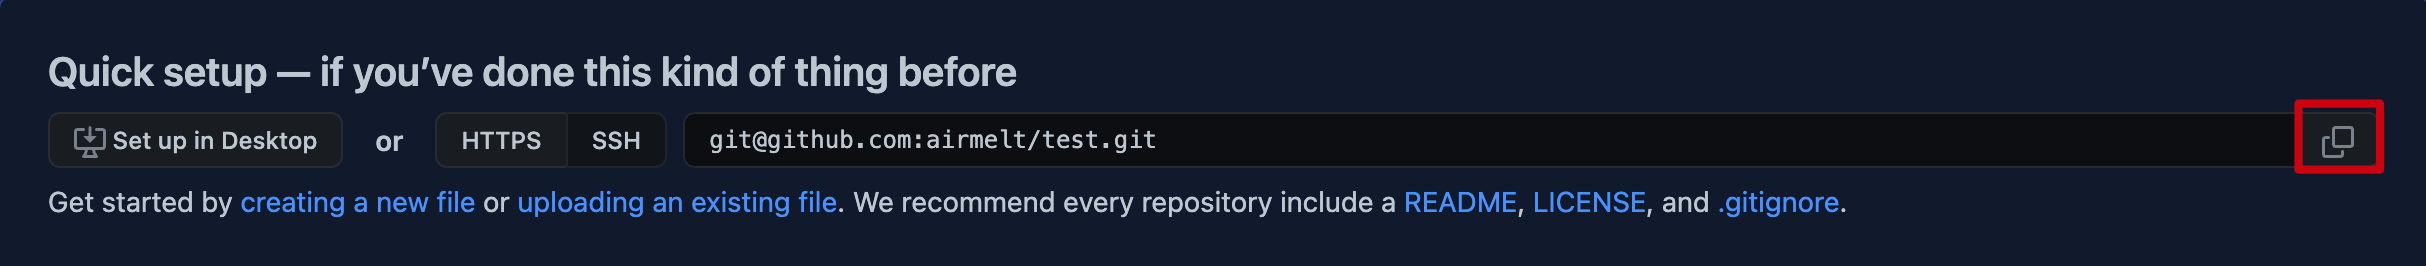 Quick setup — if you’ve done this kind of thing before
Set up in Desktop or HTTPS SSH git@github.com:airmelt/test.git
Get started by creating a new file or uploading an existing file. We recommend every repository include a README, LICENSE, and .gitignore.